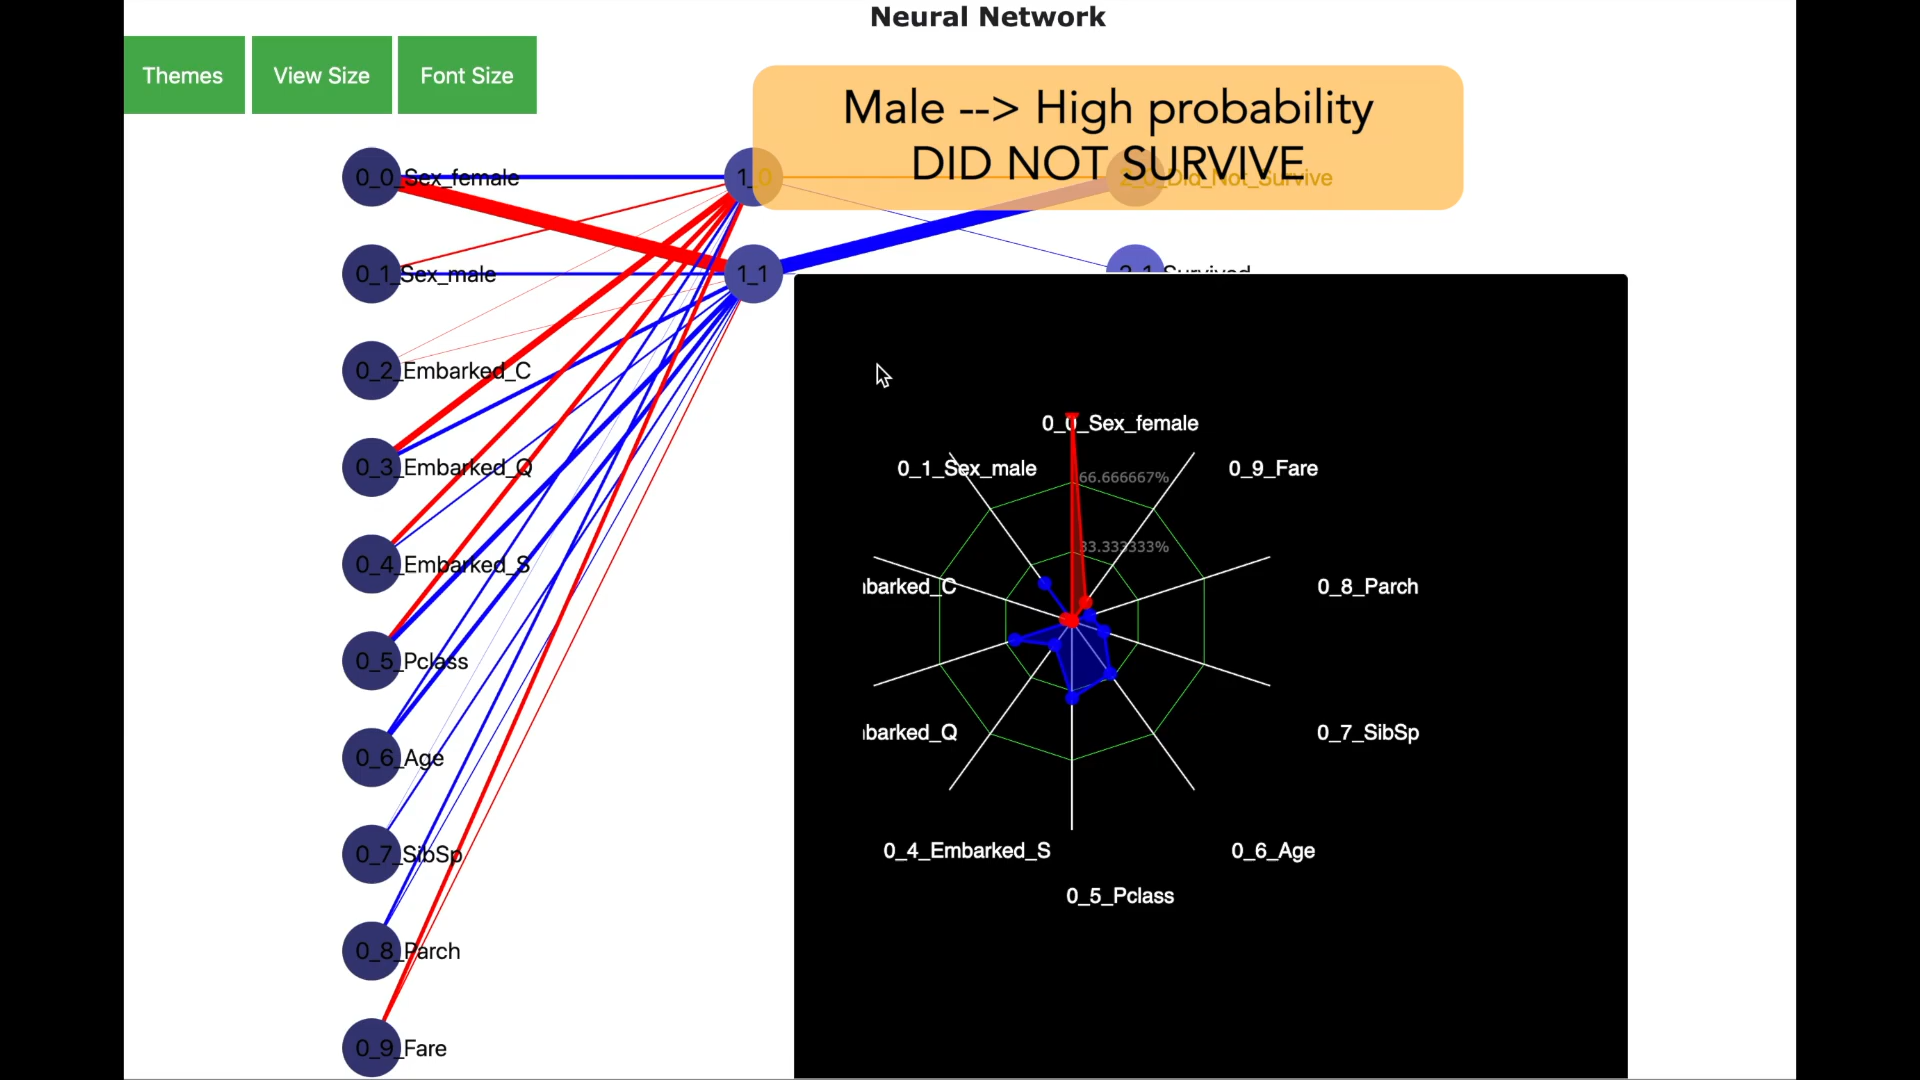 Neural Network
Themes
View Size
Font Size
Male --> High probability
DID NOT SURVIVE
0_0_Sex_female
1_0
2_0_Did_Not_Survive
0_1_Sex_male
1_1
2_1_Survived
0_2_Embarked_C
0_3_Embarked_Q
0_4_Embarked_S
0_5_Pclass
0_6_Age
0_7_SibSp
0_8_Parch
0_9_Fare
0_0_Sex_female
0_1_Sex_male
0_9_Fare
66.666667%
33.333333%
barked_C
0_8_Parch
barked_Q
0_7_SibSp
0_4_Embarked_S
0_6_Age
0_5_Pclass